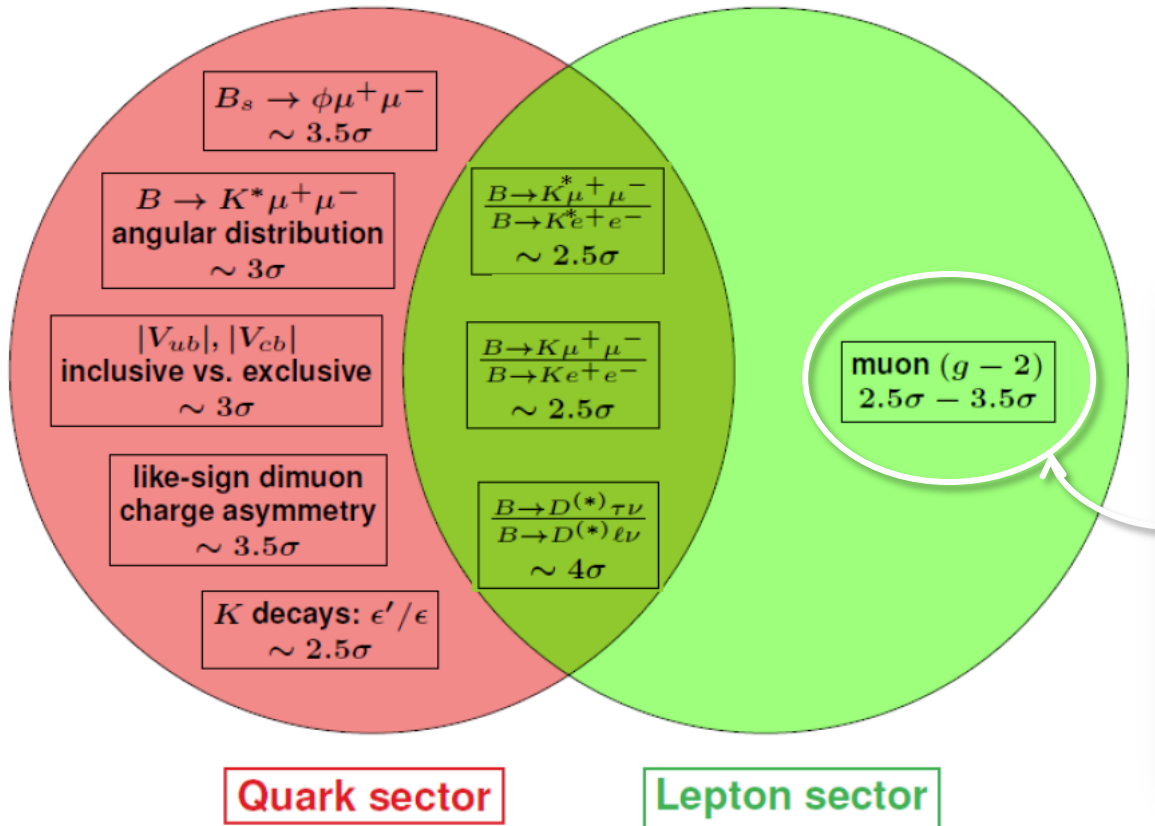 B_s → ϕμ⁺μ⁻
∼ 3.5σ
B → K*μ⁺μ⁻
angular distribution
∼ 3σ
|V_ub|, |V_cb|
inclusive vs. exclusive
∼ 3σ
like-sign dimuon
charge asymmetry
∼ 3.5σ
K decays: ϵ′/ϵ
∼ 2.5σ
B→K*μ⁺μ⁻
B→K*e⁺e⁻
∼ 2.5σ
B→Kμ⁺μ⁻
B→Ke⁺e⁻
∼ 2.5σ
B→D⁽*⁾τν
B→D⁽*⁾ℓν
∼ 4σ
muon (g − 2)
2.5σ − 3.5σ
Quark sector
Lepton sector